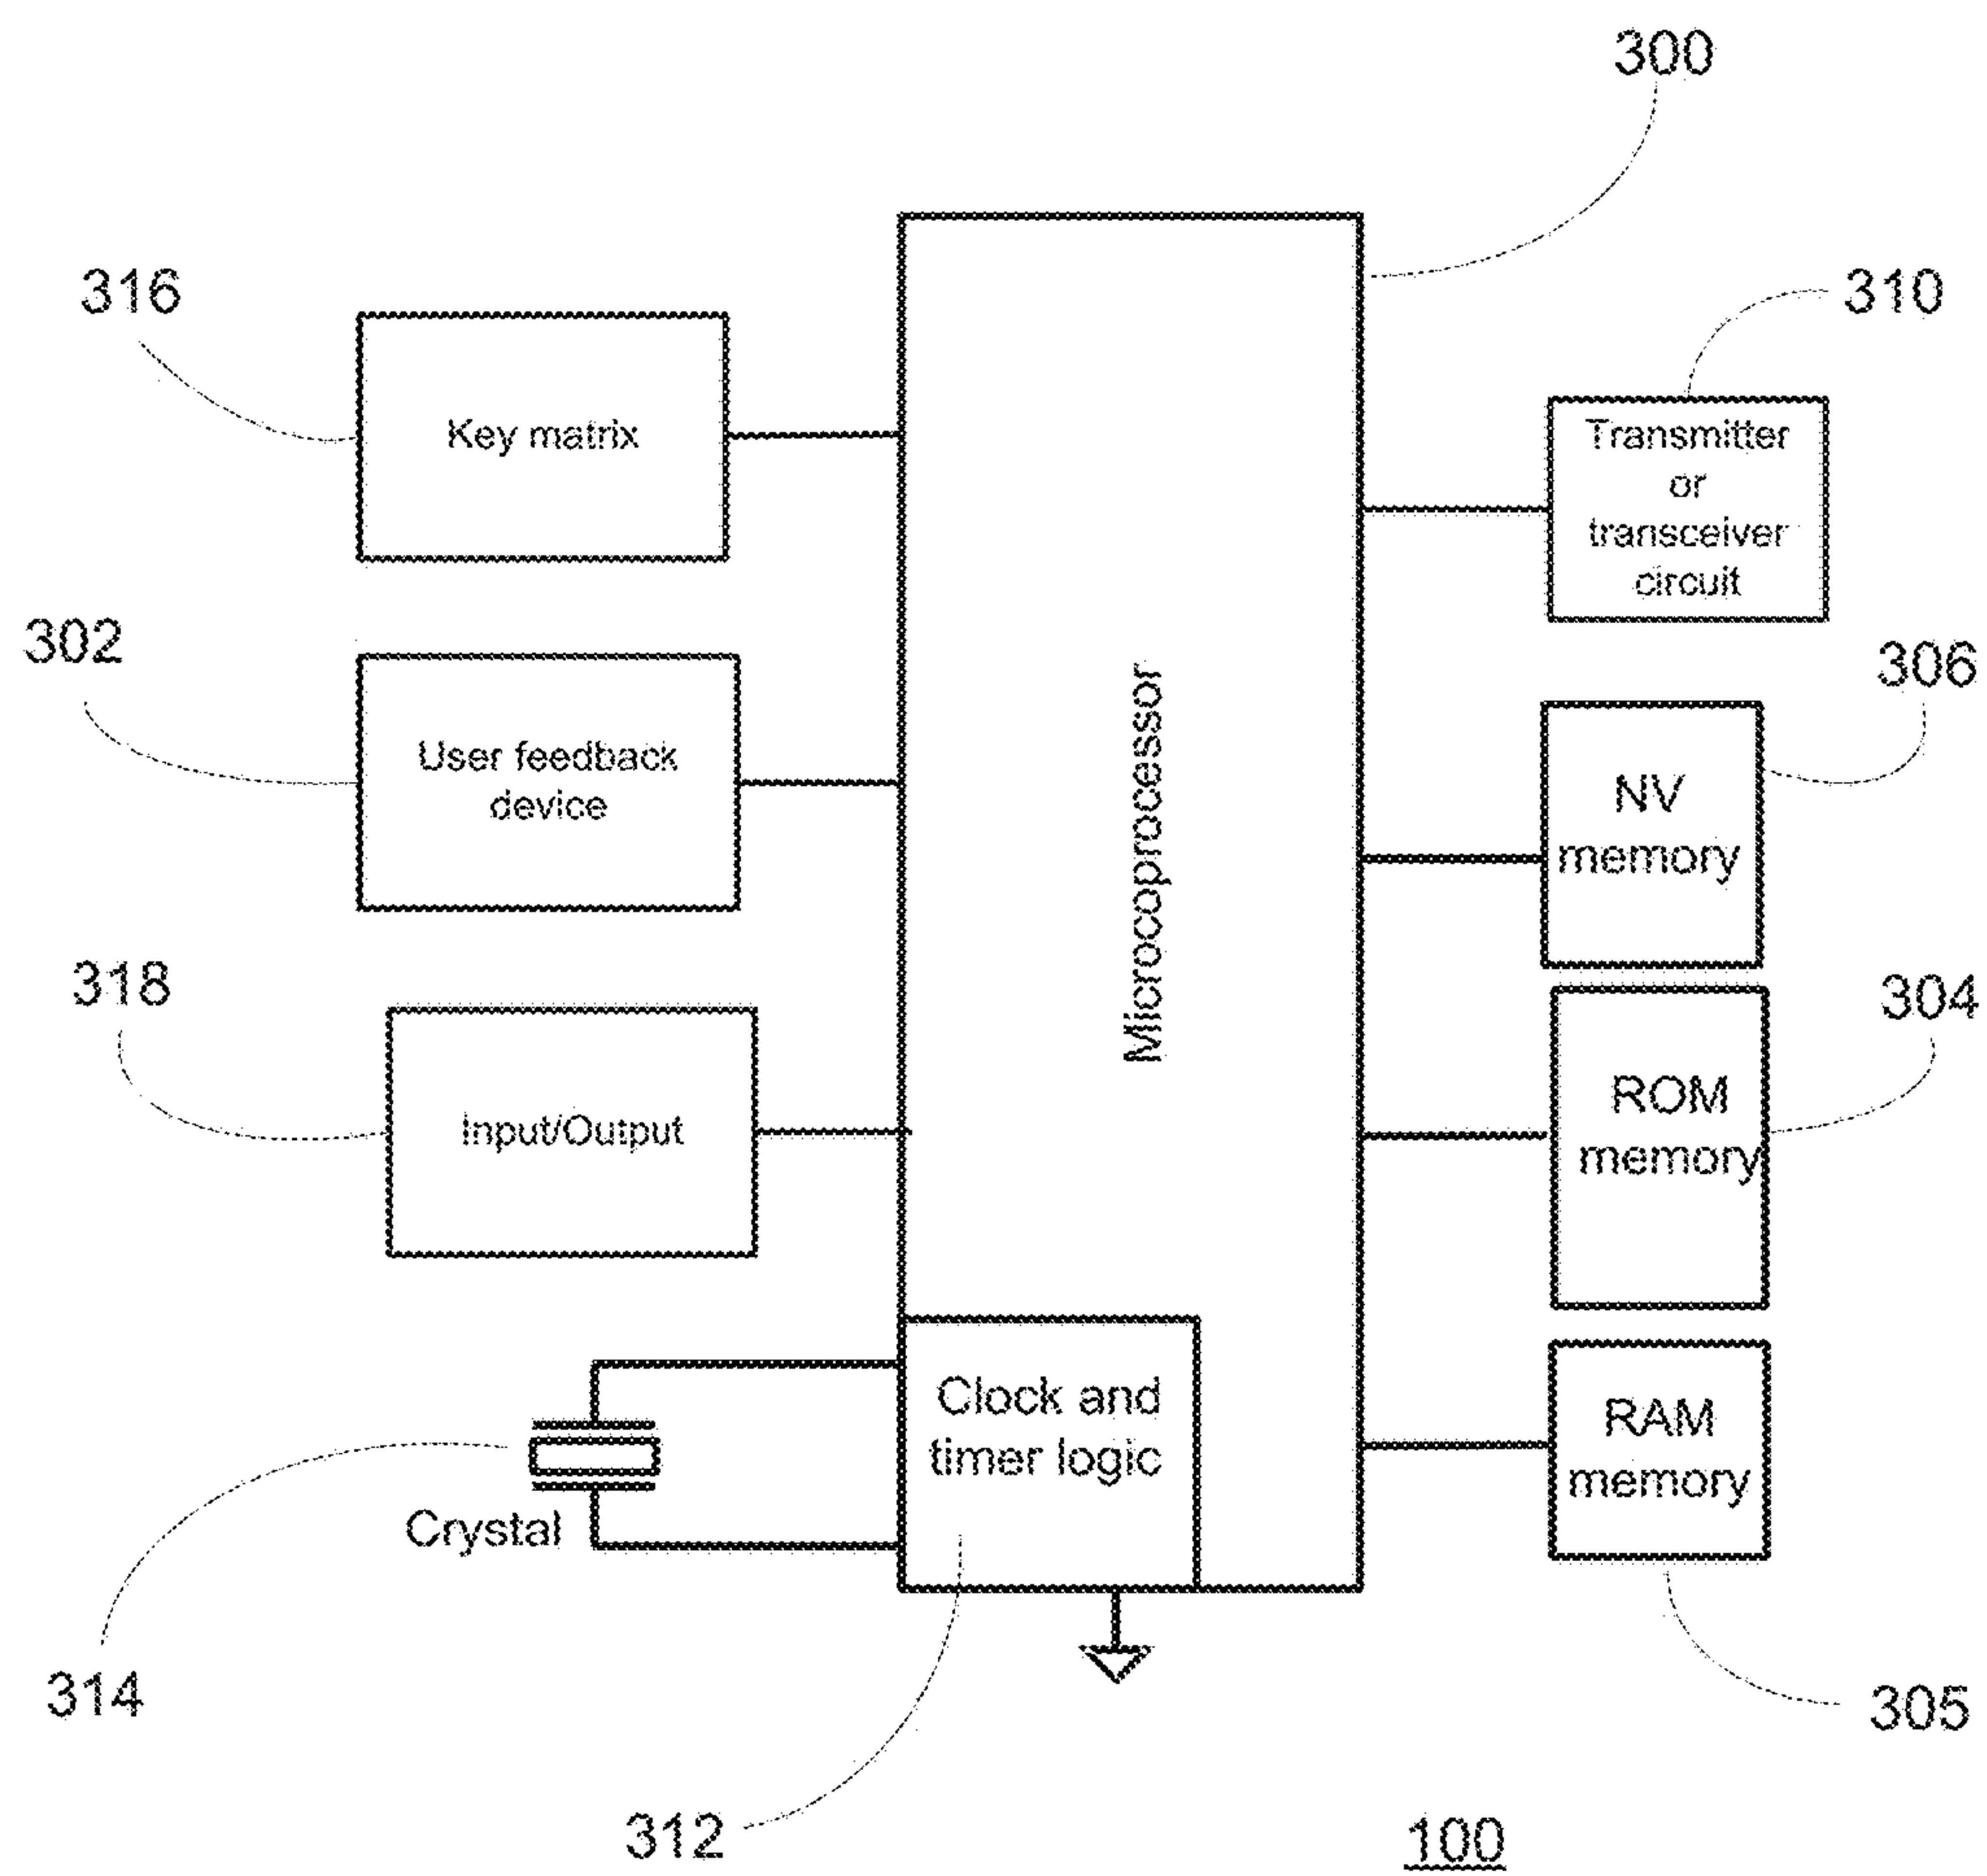 300
316
310
Key matrix
Transmitter
or
transceiver
circuit
302
306
User feedback
device
NV
memory
Microcoprocessor
318
304
Input/Output
ROM
memory
Clock and
timer logic
RAM
memory
Crystal
314
305
312
100